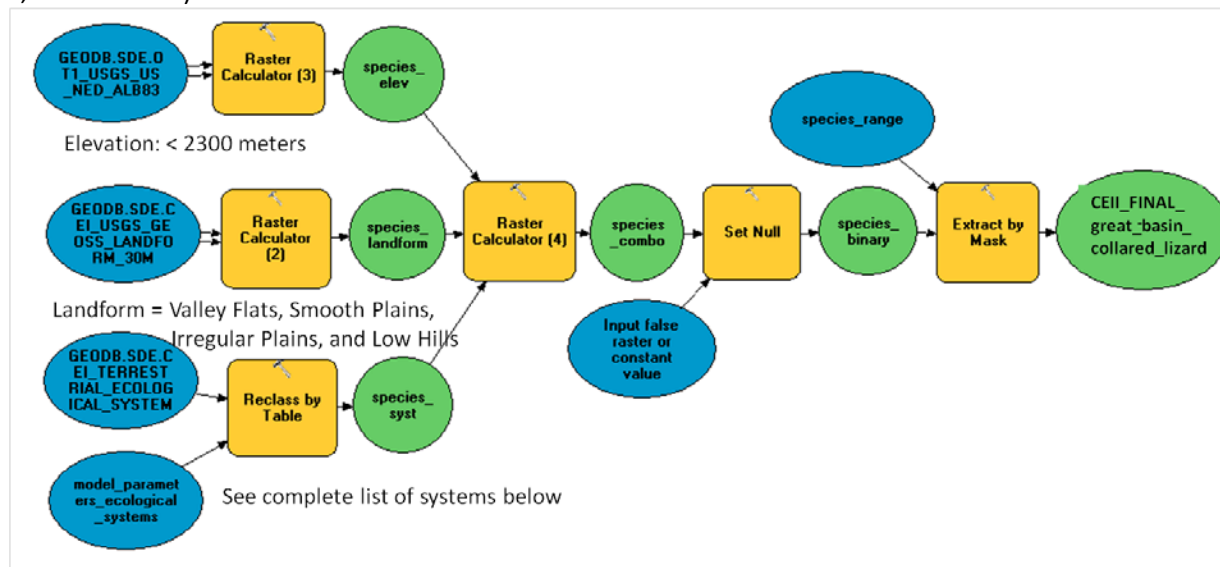 GEODB.SDE.O
T1_USGS_US
_NED_ALB83
Raster
Calculator (3)
species_
elev
Elevation: < 2300 meters
species_range
GEODB.SDE.C
EI_USGS_GE
OSS_LANDFO
RM_30M
Raster
Calculator
(2)
species_
landform
Raster
Calculator (4)
species
_combo
Set Null
species_
binary
Extract by
Mask
CEII_FINAL_
great_basin_
collared_lizard
Landform = Valley Flats, Smooth Plains,
Irregular Plains, and Low Hills
Input false
raster or
constant
value
GEODB.SDE.C
EI_TERREST
RIAL_ECOLOG
ICAL_SYSTEM
Reclass by
Table
species_
syst
model_paramet
ers_ecological
_systems
See complete list of systems below